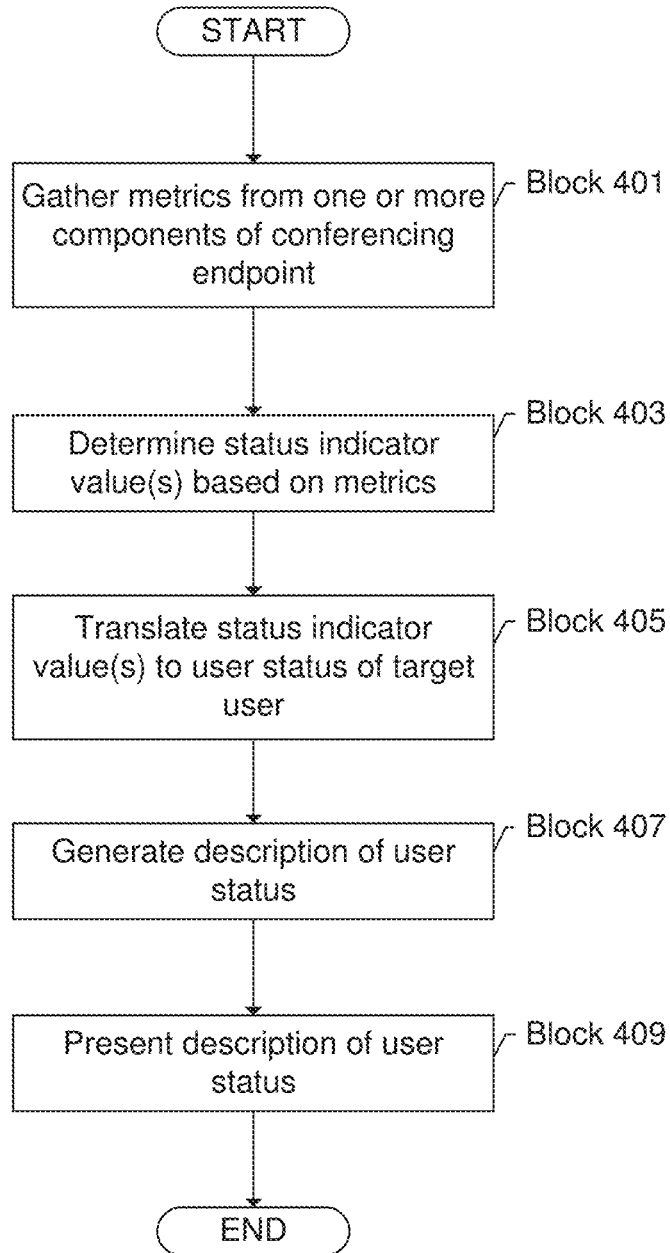 START
Gather metrics from one or more
components of conferencing
endpoint
Block 401
Determine status indicator
value(s) based on metrics
Block 403
Translate status indicator
value(s) to user status of target
user
Block 405
Generate description of user
status
Block 407
Present description of user
status
Block 409
END